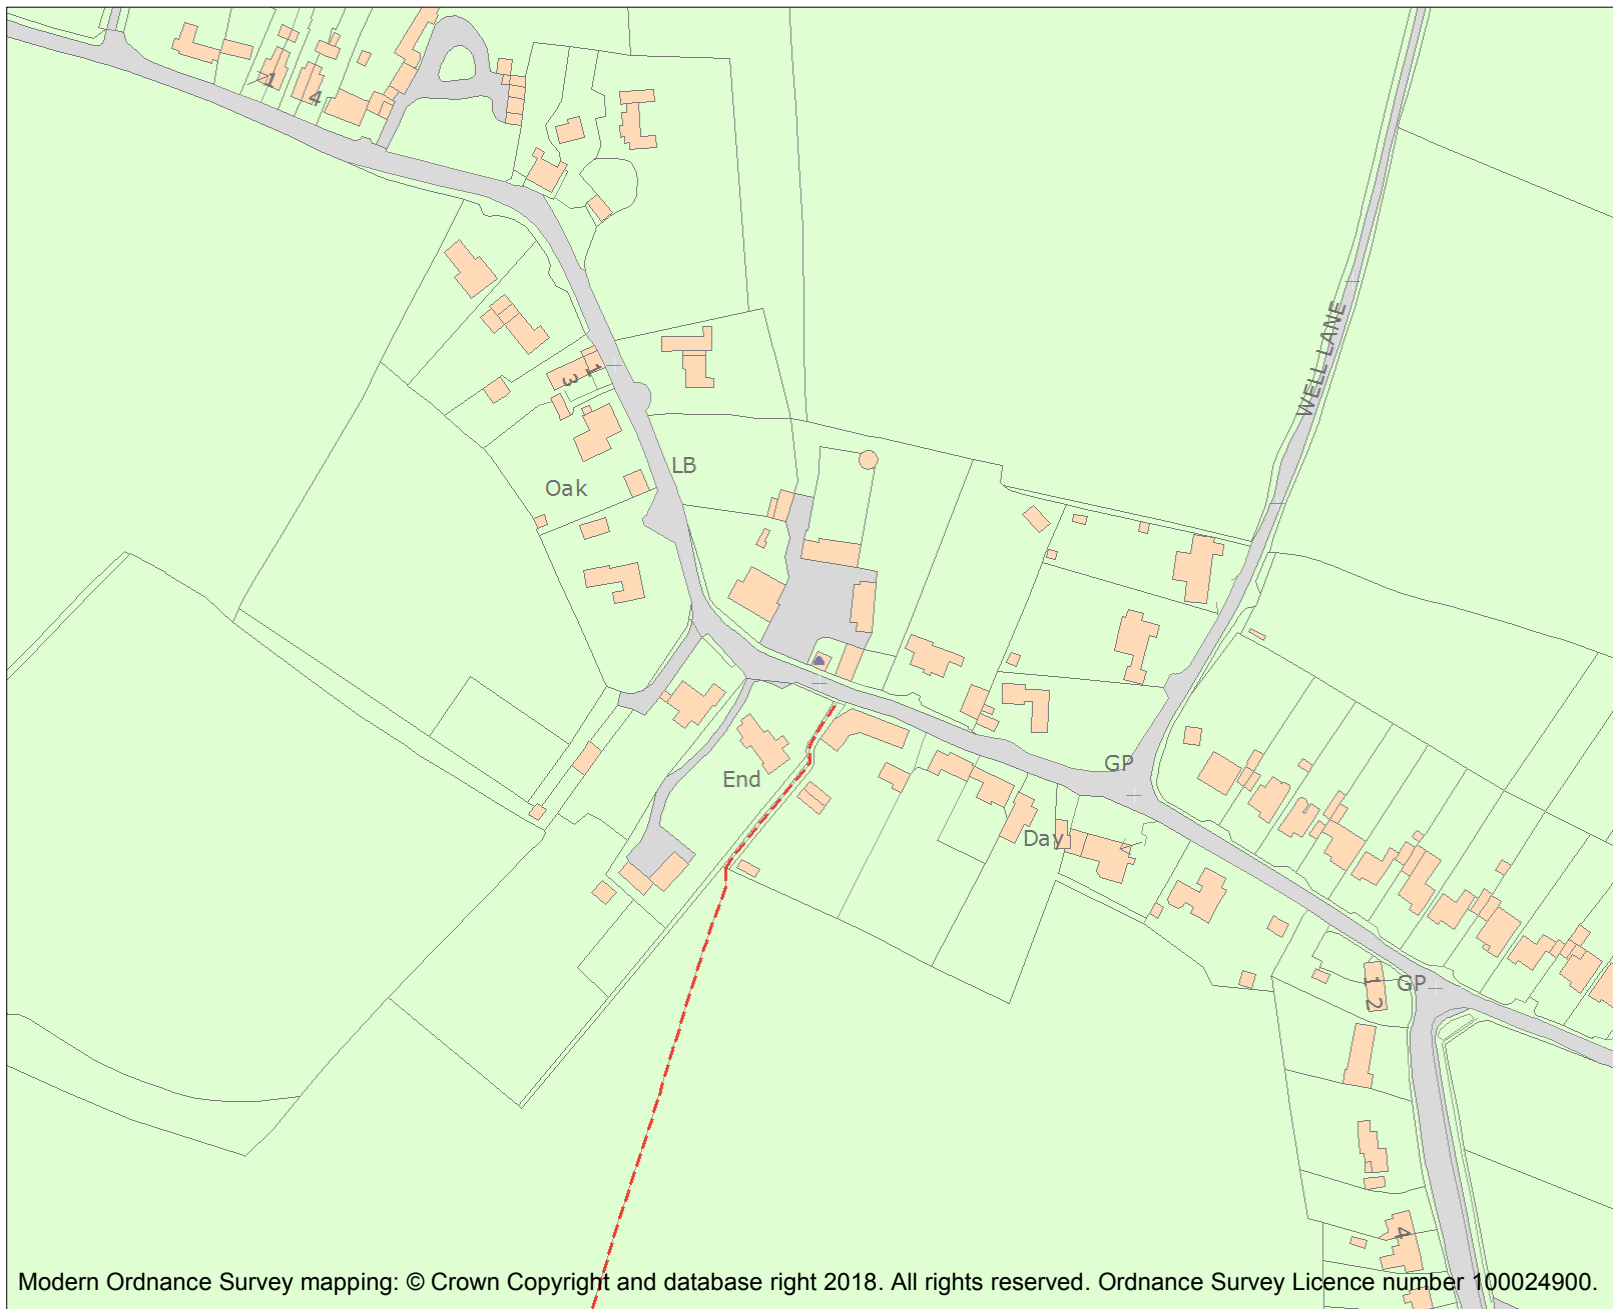 1
4
WELL LANE
1
3
LB
Oak
GP
End
Day
GP
1 2
4
Modern Ordnance Survey mapping: © Crown Copyright and database right 2018. All rights reserved. Ordnance Survey Licence number 100024900.